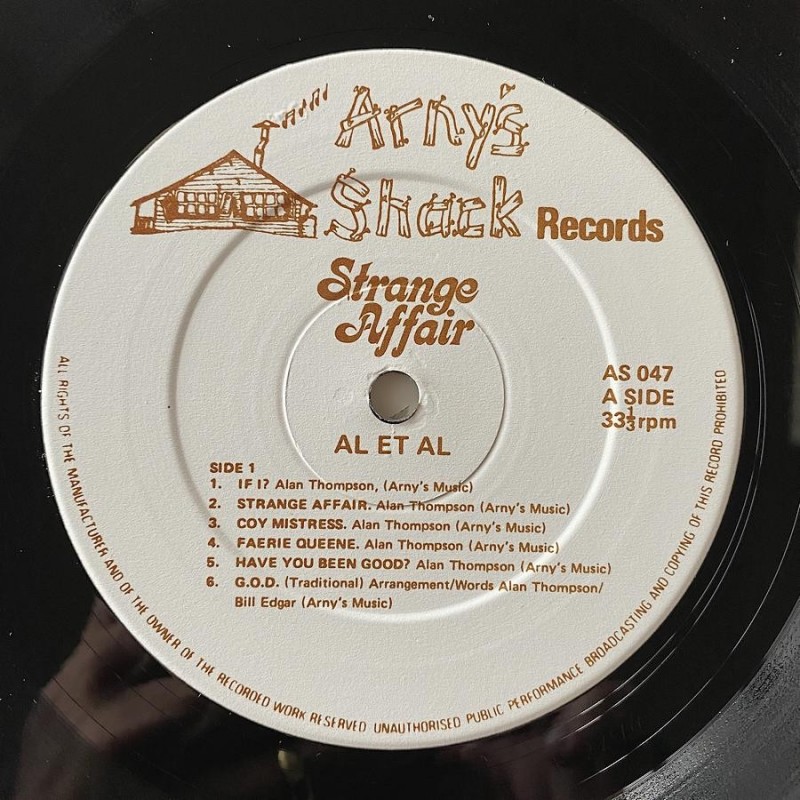 Arny's
Shack Records
Strange
Affair
AS 047
A SIDE
33⅓rpm
AL ET AL
SIDE 1
1. IF I? Alan Thompson, (Arny's Music)
2. STRANGE AFFAIR. Alan Thompson (Arny's Music)
3. COY MISTRESS. Alan Thompson (Arny's Music)
4. FAERIE QUEENE. Alan Thompson (Arny's Music)
5. HAVE YOU BEEN GOOD? Alan Thompson (Arny's Music)
6. G.O.D. (Traditional) Arrangement/Words Alan Thompson/
Bill Edgar (Arny's Music)
ALL RIGHTS OF THE MANUFACTURER AND OF THE OWNER OF THE RECORDED WORK RESERVED UNAUTHORISED PUBLIC PERFORMANCE BROADCASTING AND COPYING OF THIS RECORD PROHIBITED